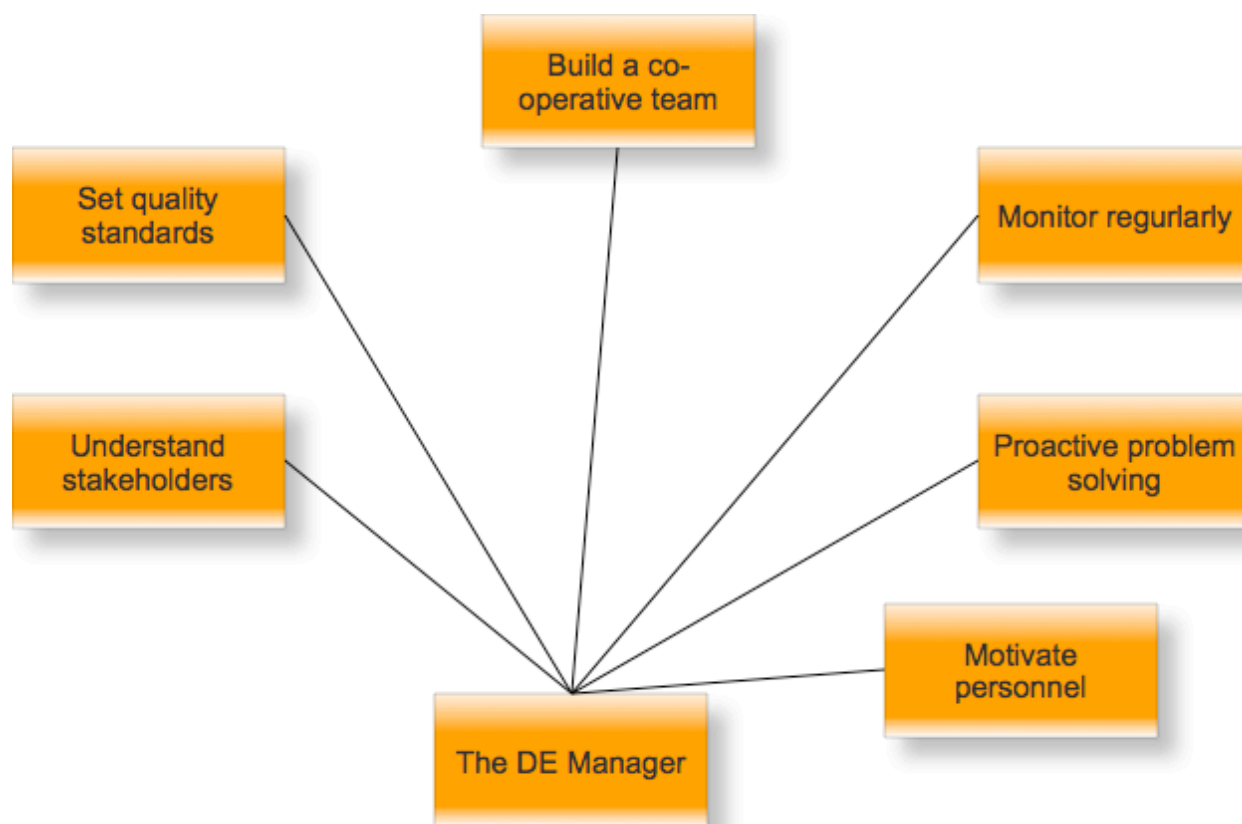 Build a co-
operative team
Set quality
standards
Monitor regurlarly
Understand
stakeholders
Proactive problem
solving
Motivate
personnel
The DE Manager